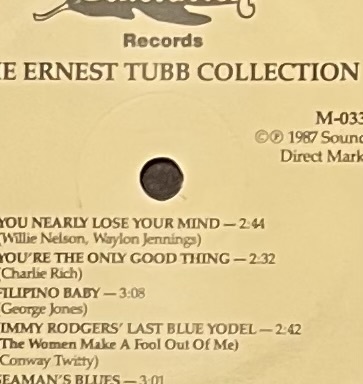 Records
E ERNEST TUBB COLLECTION
M-033
©℗ 1987 Soun
Direct Mark
YOU NEARLY LOSE YOUR MIND — 2:44
(Willie Nelson, Waylon Jennings)
YOU'RE THE ONLY GOOD THING — 2:32
(Charlie Rich)
FILIPINO BABY — 3:08
(George Jones)
IMMY RODGERS' LAST BLUE YODEL — 2:42
(The Women Make A Fool Out Of Me)
(Conway Twitty)
SEAMAN'S BLUES — 3:01